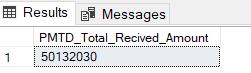 Results Messages
PMTD_Total_Recived_Amount
1 50132030